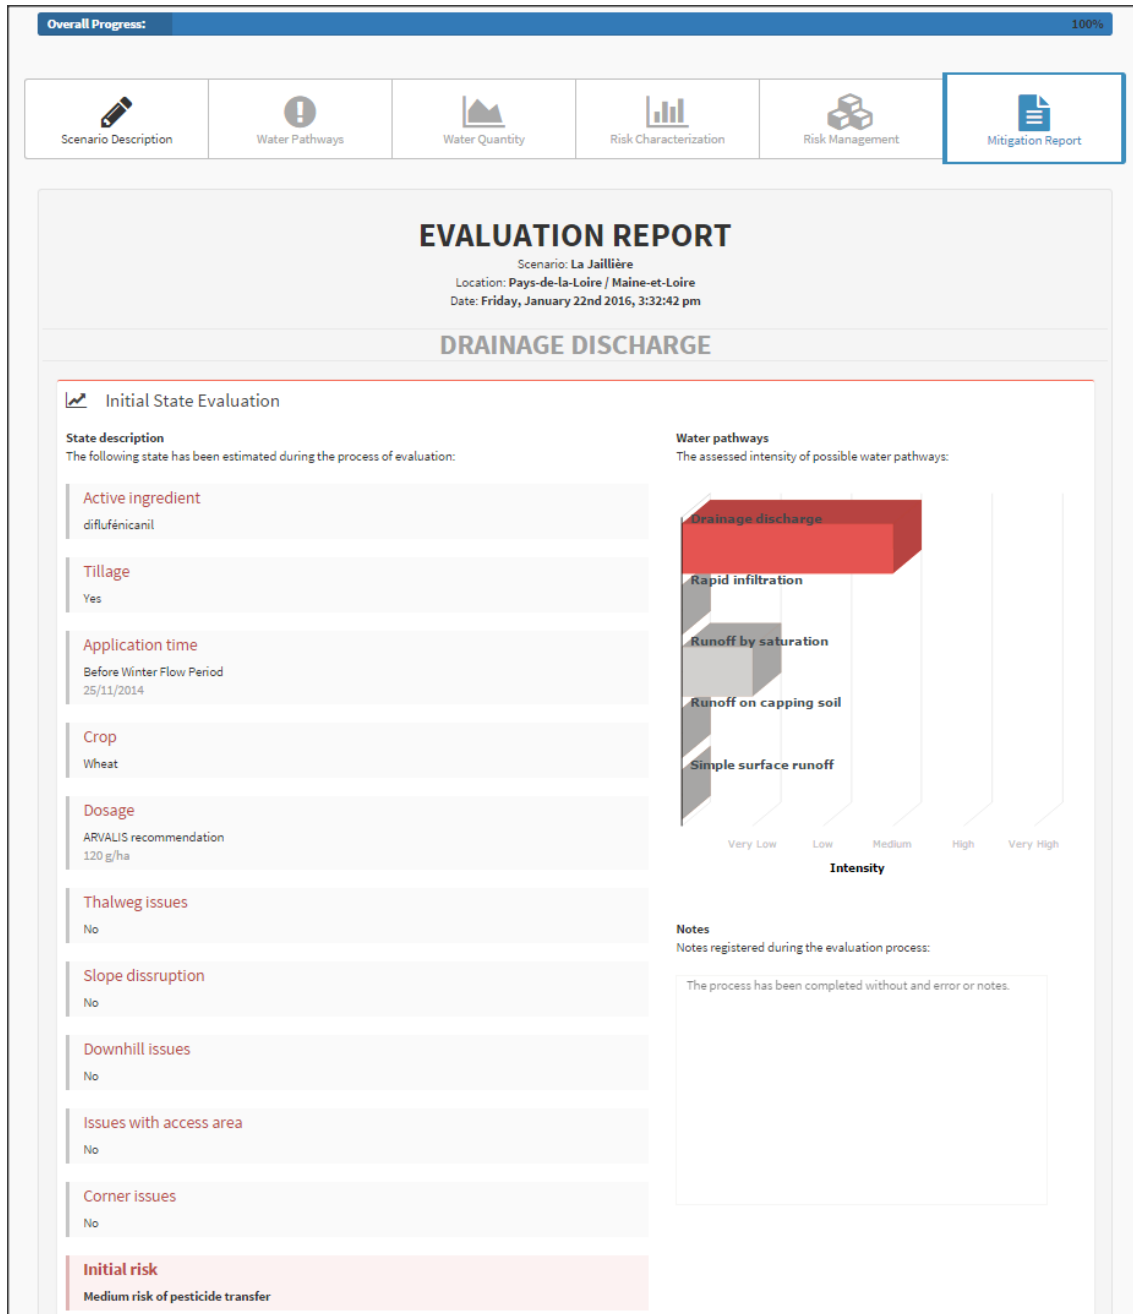 Overall Progress:
100%
Scenario Description
Water Pathways
Water Quantity
Risk Characterization
Risk Management
Mitigation Report
EVALUATION REPORT
Scenario: La Jaillière
Location: Pays-de-la-Loire / Maine-et-Loire
Date: Friday, January 22nd 2016, 3:32:42 pm
DRAINAGE DISCHARGE
Initial State Evaluation
State description
The following state has been estimated during the process of evaluation:
Active ingredient
diflufénicanil
Tillage
Yes
Application time
Before Winter Flow Period
25/11/2014
Crop
Wheat
Dosage
ARVALIS recommendation
120 g/ha
Thalweg issues
No
Slope dissruption
No
Downhill issues
No
Issues with access area
No
Corner issues
No
Initial risk
Medium risk of pesticide transfer
Water pathways
The assessed intensity of possible water pathways:
Drainage discharge
Rapid infiltration
Runoff by saturation
Runoff on capping soil
Simple surface runoff
Very Low
Low
Medium
High
Very High
Intensity
Notes
Notes registered during the evaluation process:
The process has been completed without and error or notes.